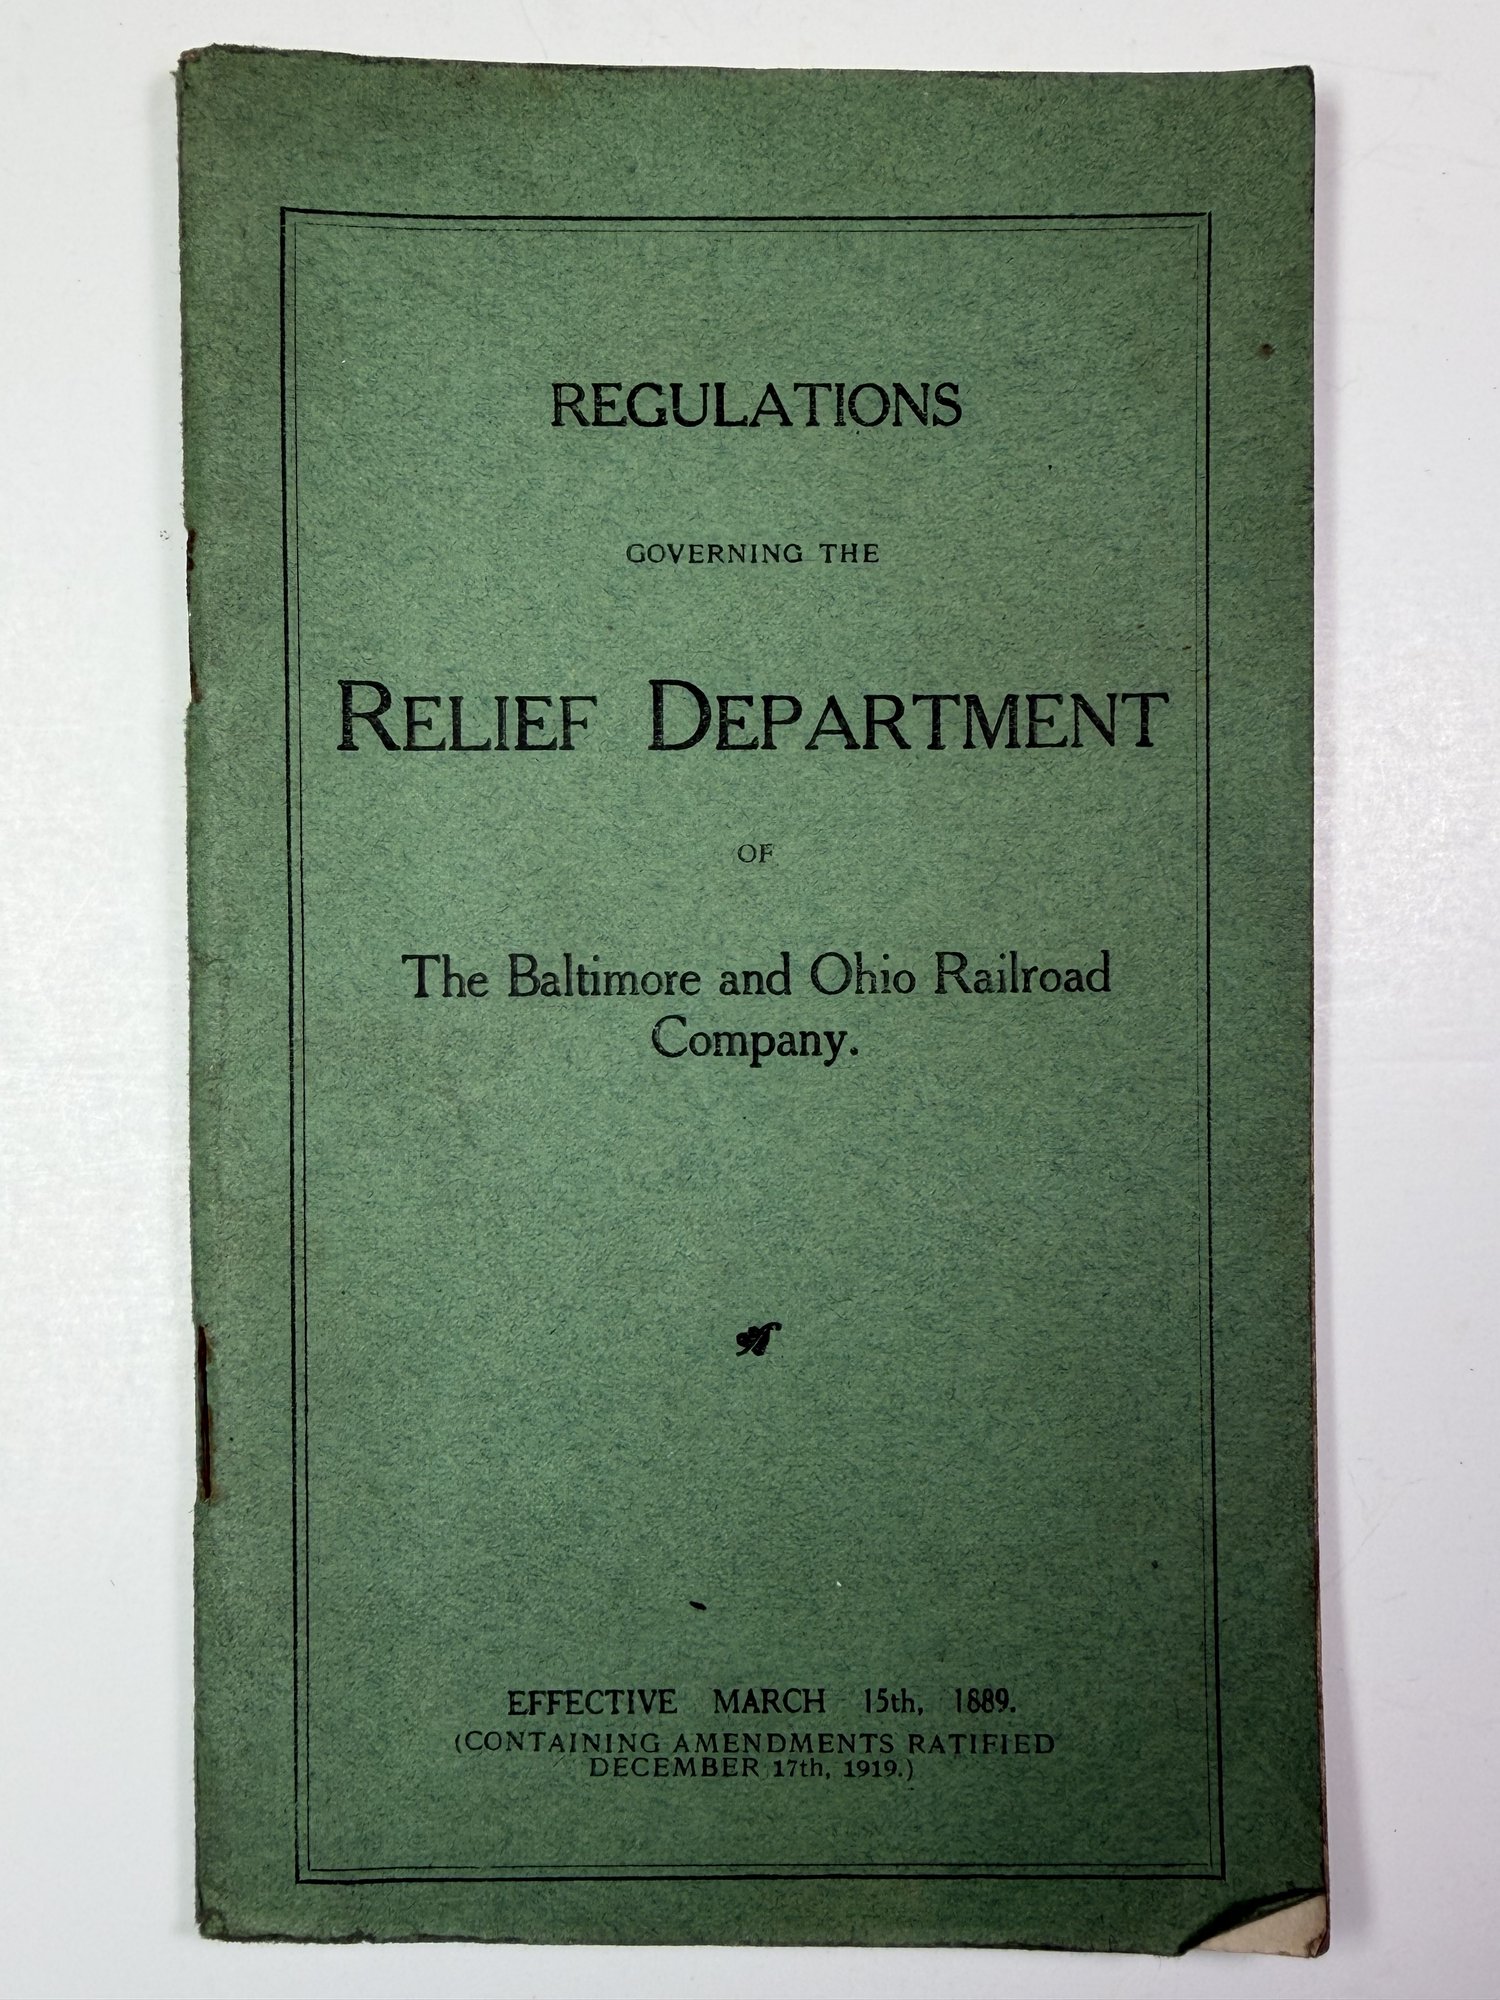 REGULATIONS
GOVERNING THE
RELIEF DEPARTMENT
OF
The Baltimore and Ohio Railroad
Company.
EFFECTIVE MARCH 15th, 1889.
(CONTAINING AMENDMENTS RATIFIED
DECEMBER 17th, 1919.)